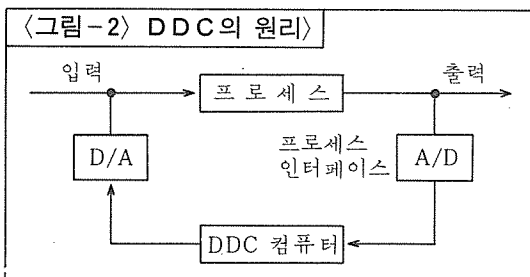 〈그림-2〉 DDC의 원리〉
입력
프로세스
출력
D/A
프로세스
인터페이스
A/D
DDC 컴퓨터